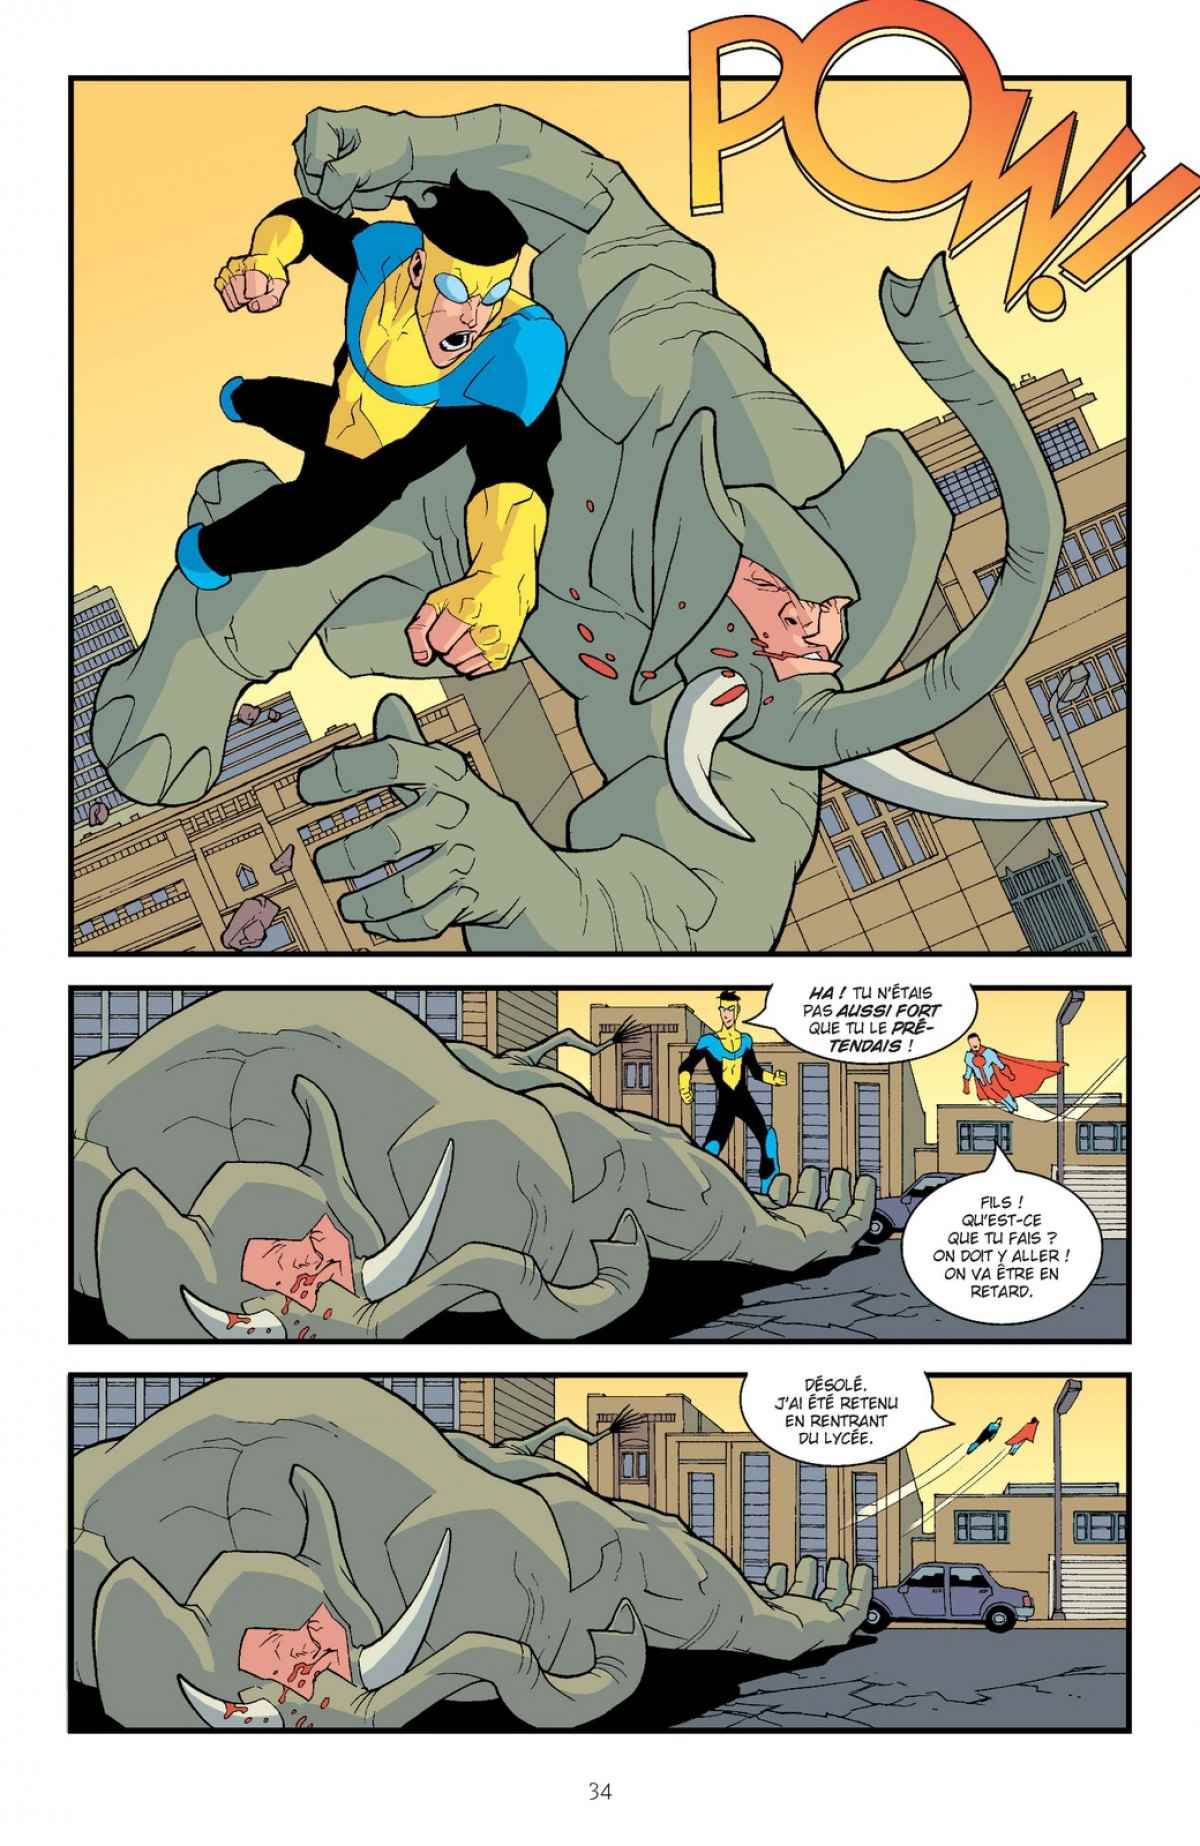 POW!
HA ! TU N'ÉTAIS
PAS AUSSI FORT
QUE TU LE PRÉ-
TENDAIS !
FILS !
QU'EST-CE
QUE TU FAIS ?
ON DOIT Y ALLER !
ON VA ÊTRE EN
RETARD.
DÉSOLÉ.
J'AI ÉTÉ RETENU
EN RENTRANT
DU LYCÉE.
34